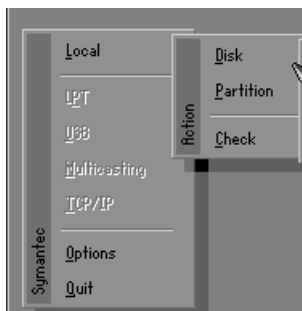 Local
LPT
USB
Multicasting
TCP/IP
Options
Quit
Symantec
Disk
Partition
Check
Action